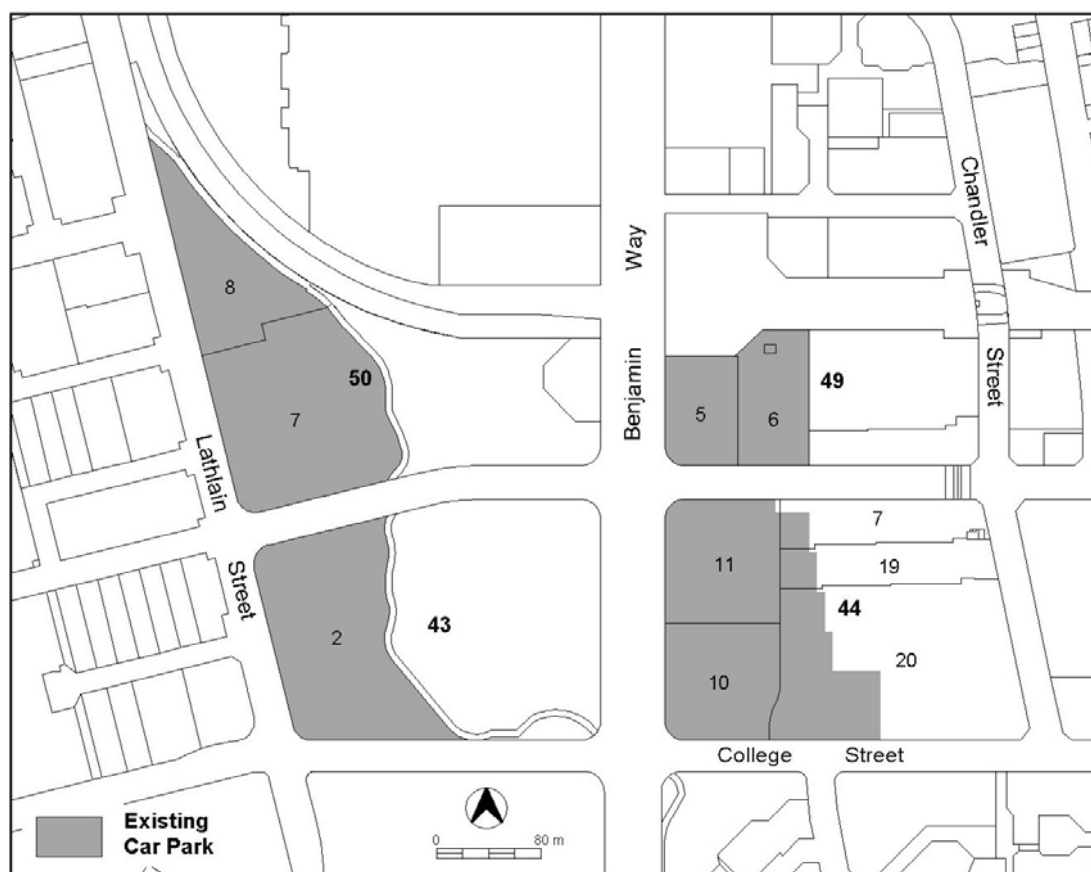 Chandler
Way
8
50
49
5
6
Benjamin
Street
7
Lathlain
7
11
19
Street
44
43
2
20
10
College Street
Existing
Car Park
0
80 m